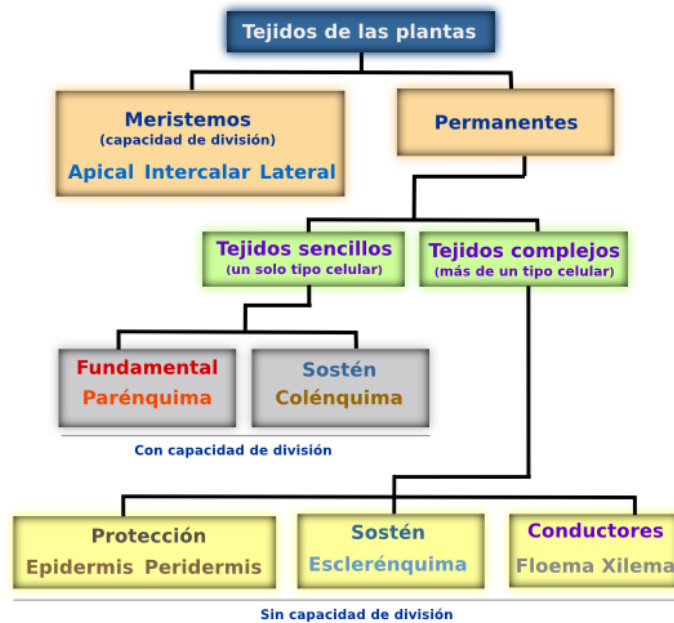 Tejidos de las plantas
Meristemos
(capacidad de división)
Apical Intercalar Lateral
Permanentes
Tejidos sencillos
(un solo tipo celular)
Tejidos complejos
(más de un tipo celular)
Fundamental
Parénquima
Sostén
Colénquima
Con capacidad de división
Protección
Epidermis Peridermis
Sostén
Esclerénquima
Conductores
Floema Xilema
Sin capacidad de división